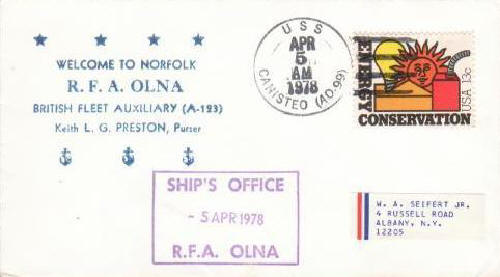 WELCOME TO NORFOLK
R. F. A. OLNA
BRITISH FLEET AUXILIARY (A-123)
Keith L. G. PRESTON, Purser
USS
APR
5
AM
1978
CANISTEO (AO-99)
ENERGY
CONSERVATION
USA 13c
SHIP'S OFFICE
- 5 APR 1978
R.F.A. OLNA
W. A. SEIFERT JR.
4 RUSSELL ROAD
ALBANY, N.Y.
12205